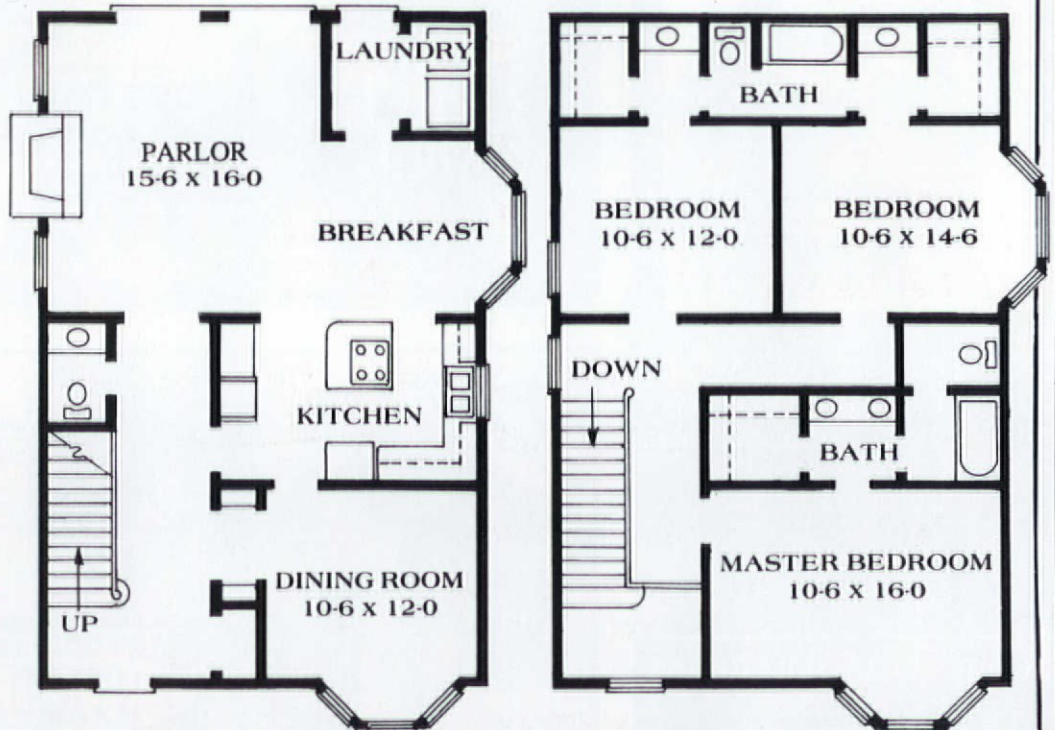 LAUNDRY
PARLOR
15-6 X 16-0
BREAKFAST
KITCHEN
DINING ROOM
10-6 X 12-0
UP
BATH
BEDROOM
10-6 X 12-0
BEDROOM
10-6 X 14-6
DOWN
BATH
MASTER BEDROOM
10-6 X 16-0